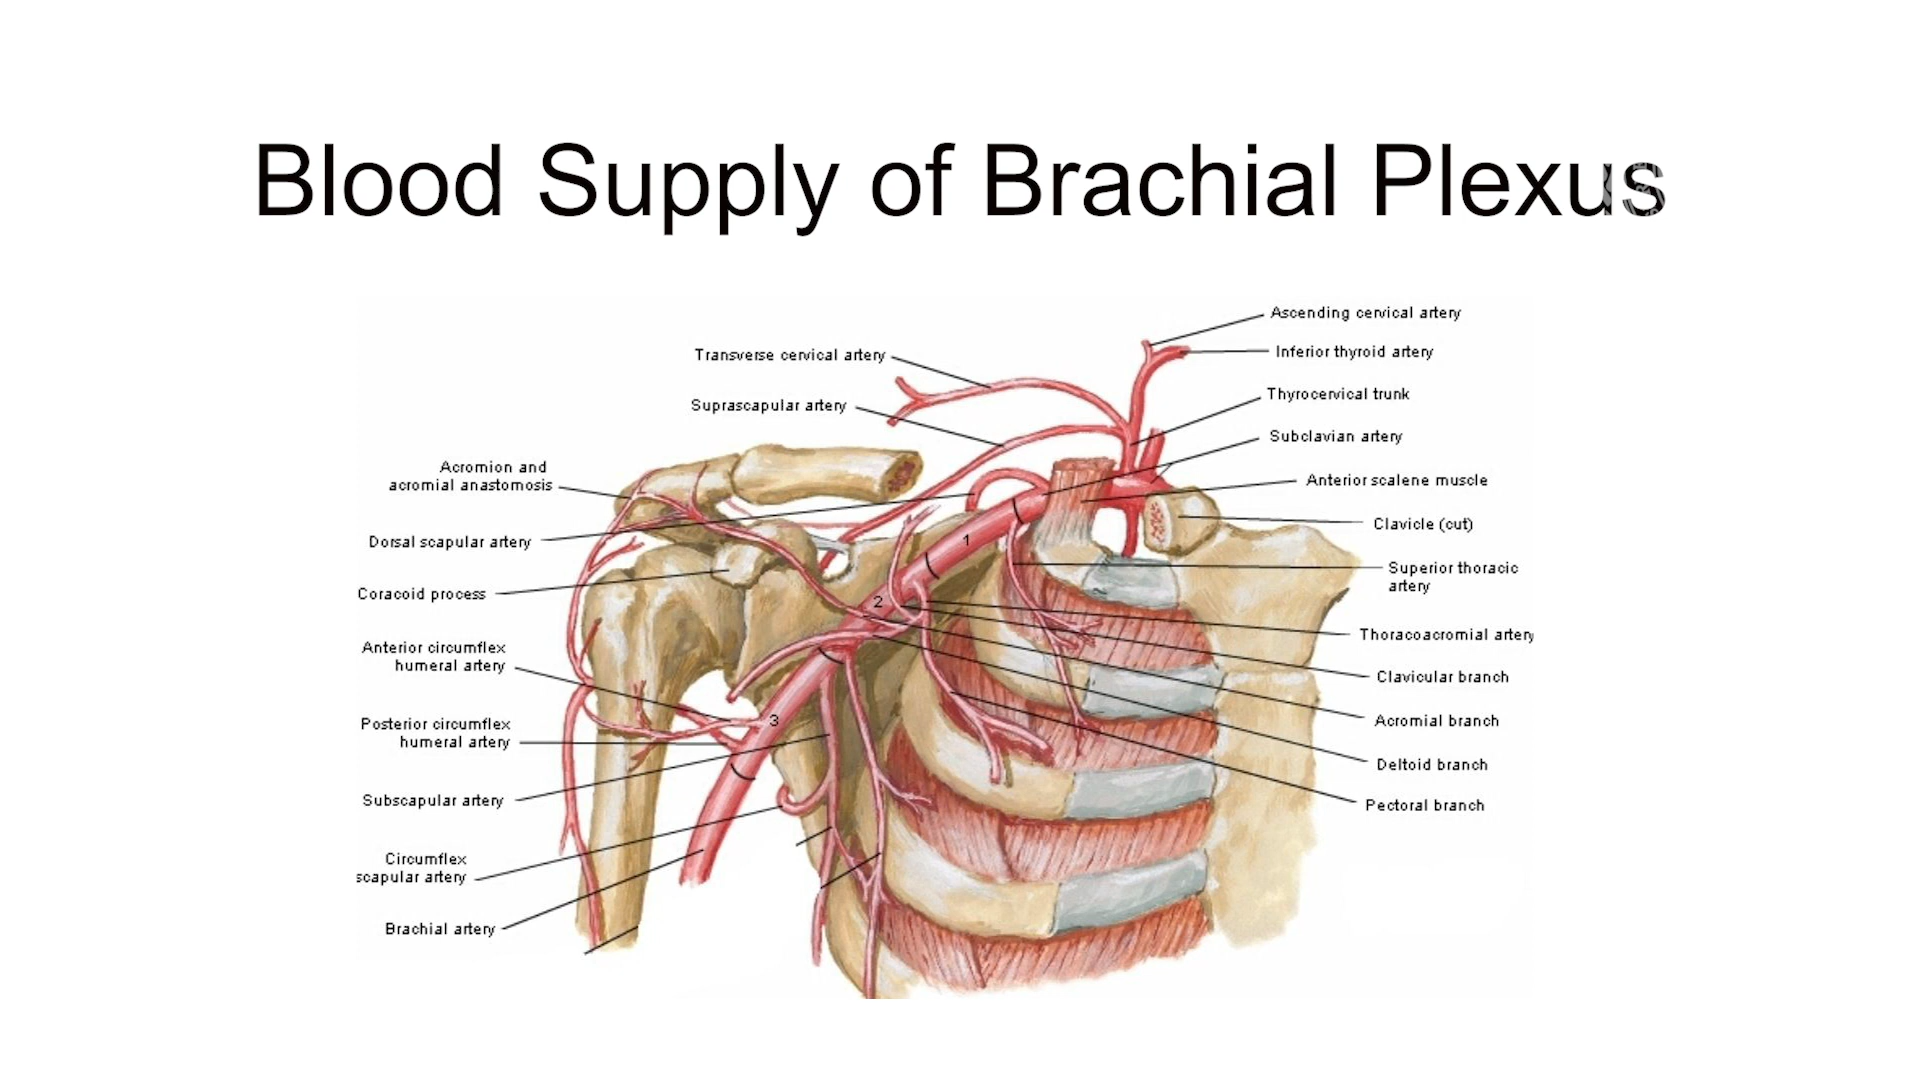 Blood Supply of Brachial Plexus
Ascending cervical artery
Transverse cervical artery
Inferior thyroid artery
Suprascapular artery
Thyrocervical trunk
Subclavian artery
Acromion and
acromial anastomosis
Anterior scalene muscle
Clavicle (cut)
Dorsal scapular artery
1
Superior thoracic
artery
Coracoid process
2
Thoracoacromial artery
Anterior circumflex
humeral artery
Clavicular branch
Posterior circumflex
humeral artery
3
Acromial branch
Deltoid branch
Subscapular artery
Pectoral branch
Circumflex
scapular artery
Brachial artery